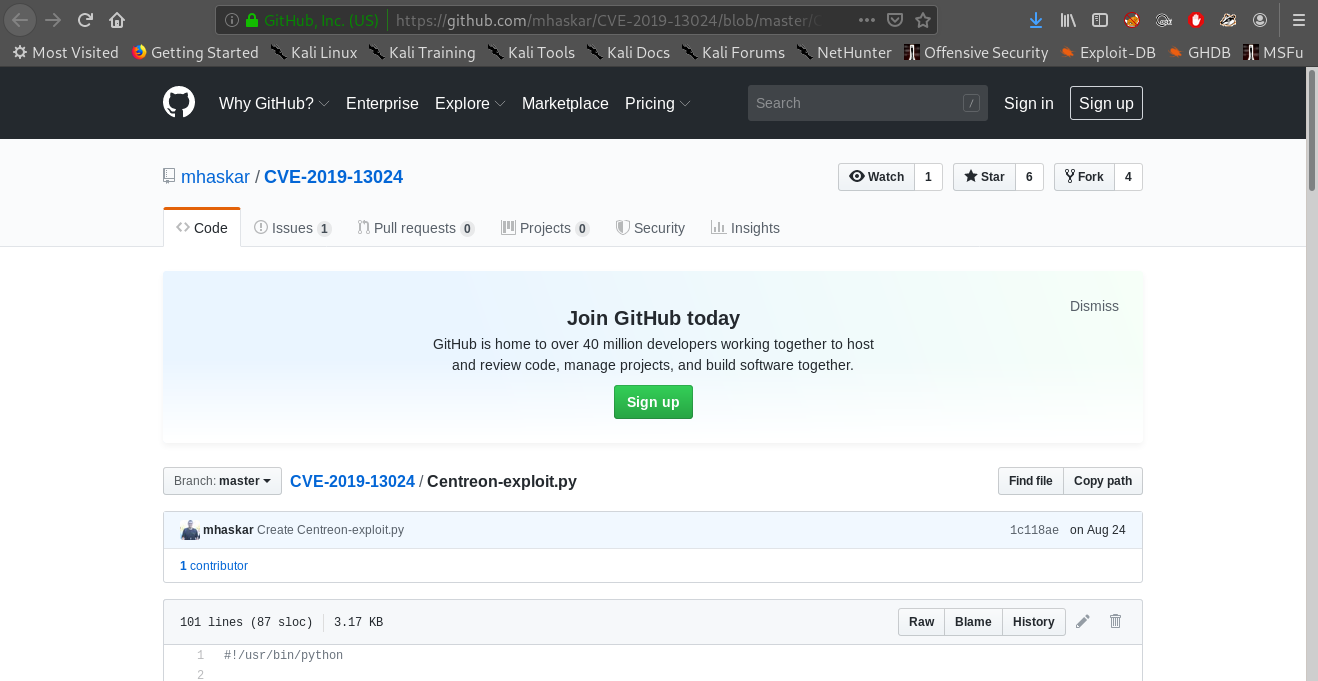 GitHub, Inc. (US) https://github.com/mhaskar/CVE-2019-13024/blob/master/
Most Visited Getting Started Kali Linux Kali Training Kali Tools Kali Docs Kali Forums NetHunter Offensive Security Exploit-DB GHDB MSFu
Why GitHub? Enterprise Explore Marketplace Pricing Search / Sign in Sign up
mhaskar / CVE-2019-13024 Watch 1 Star 6 Fork 4
Code Issues 1 Pull requests 0 Projects 0 Security Insights
Dismiss
Join GitHub today
GitHub is home to over 40 million developers working together to host
and review code, manage projects, and build software together.
Sign up
Branch: master CVE-2019-13024 / Centreon-exploit.py Find file Copy path
mhaskar Create Centreon-exploit.py 1c118ae on Aug 24
1 contributor
101 lines (87 sloc) 3.17 KB Raw Blame History
1 #!/usr/bin/python
2